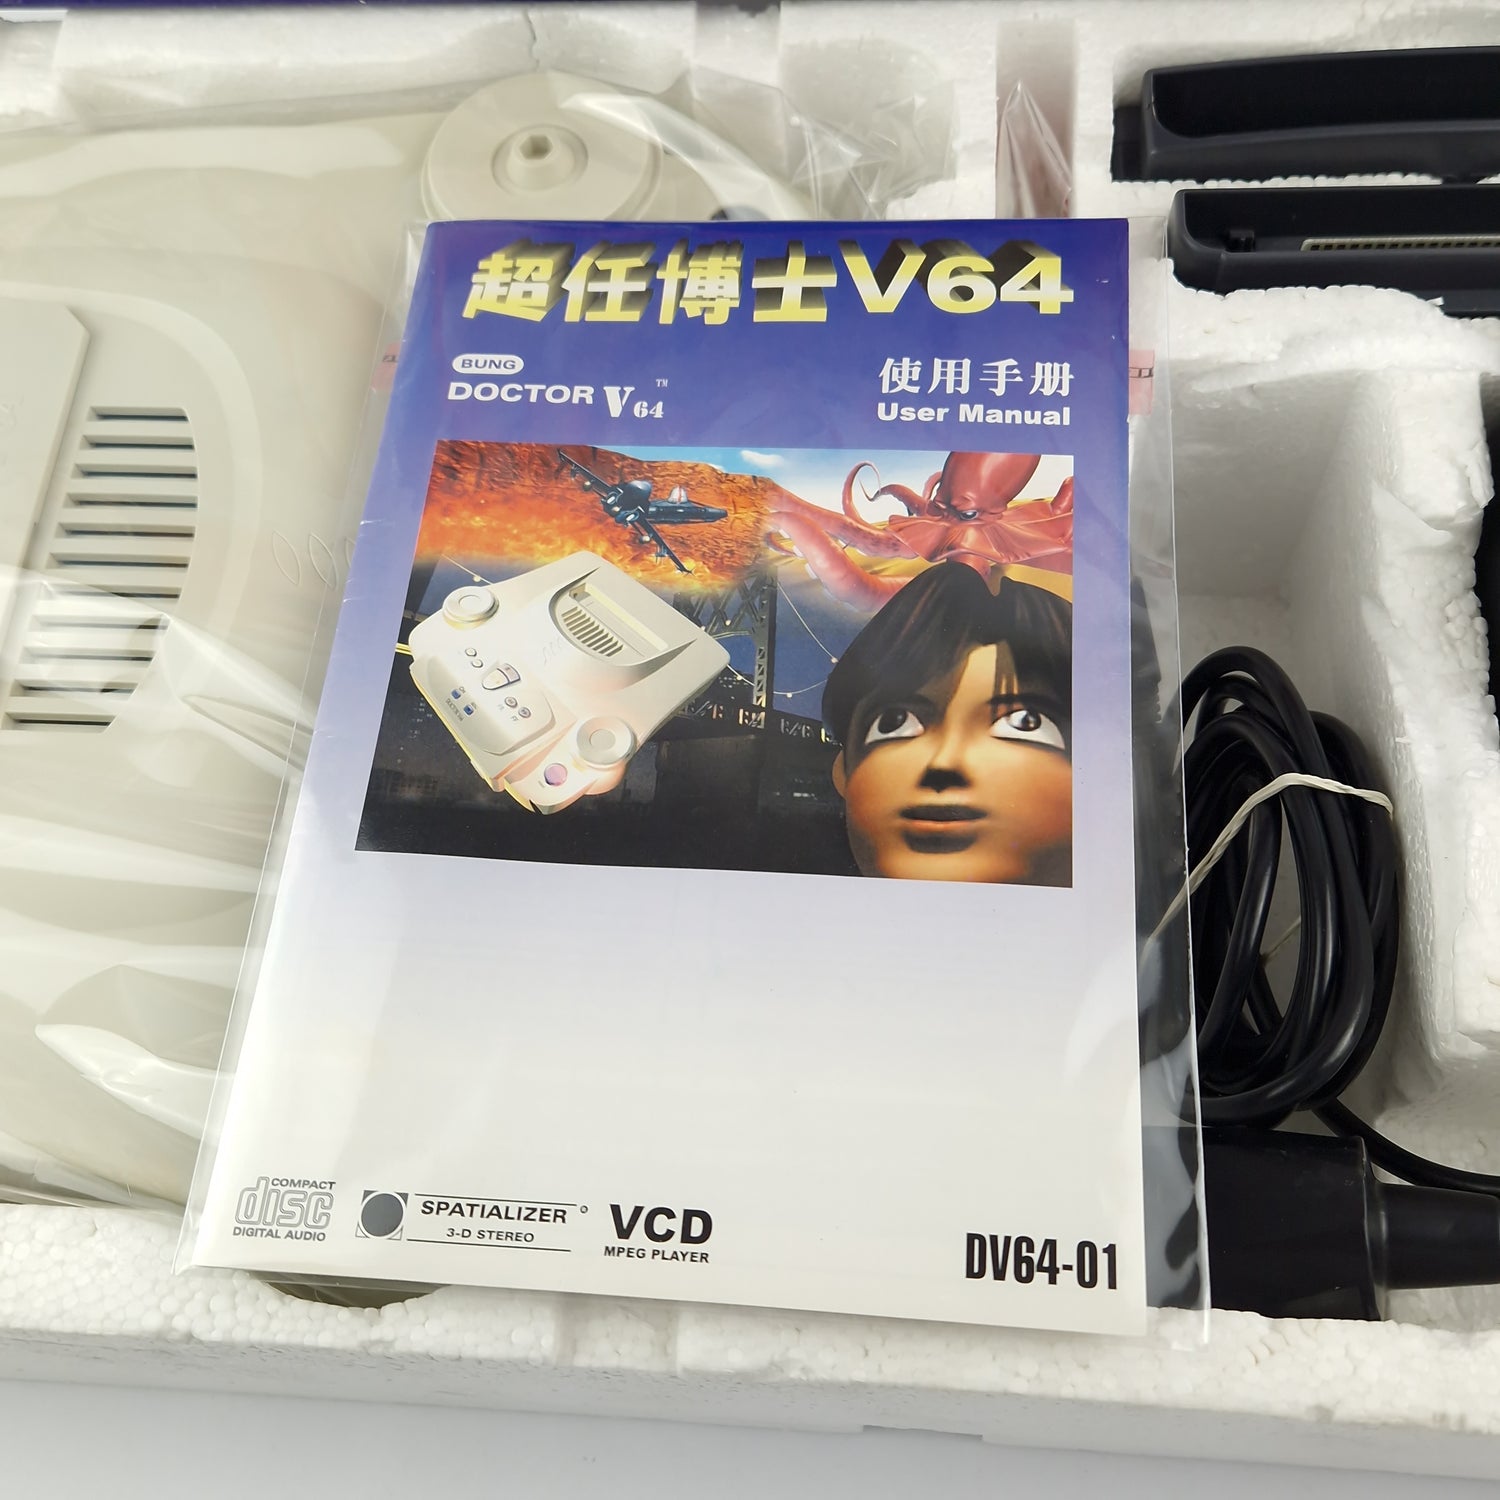 超任博士V64
BUNG
DOCTOR V64 ™
使用手册
User Manual
COMPACT
disc
DIGITAL AUDIO
SPATIALIZER
3-D STEREO
VCD
MPEG PLAYER
DV64-01